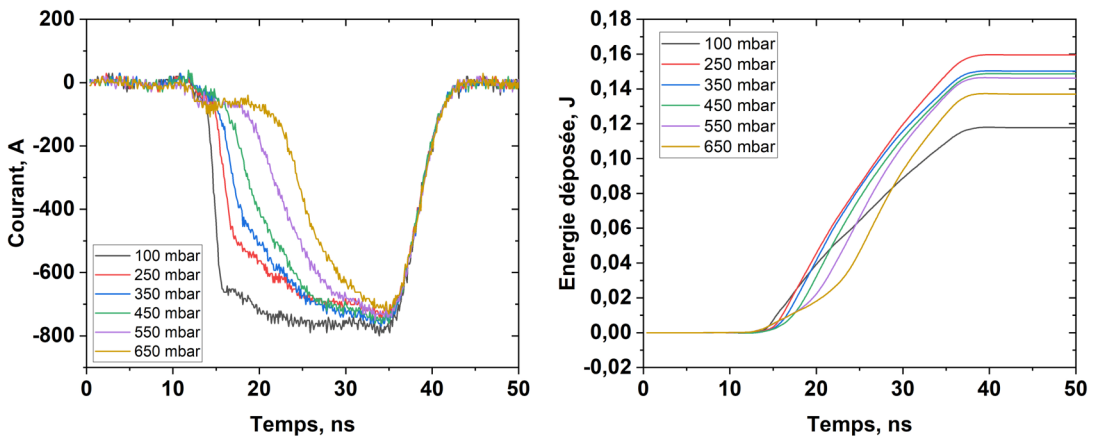 200
0
-200
-400
-600
-800
Courant, A
100 mbar
250 mbar
350 mbar
450 mbar
550 mbar
650 mbar
0 10 20 30 40 50
Temps, ns
0,18
0,16
0,14
0,12
0,10
0,08
0,06
0,04
0,02
0,00
-0,02
Energie déposée, J
100 mbar
250 mbar
350 mbar
450 mbar
550 mbar
650 mbar
0 10 20 30 40 50
Temps, ns